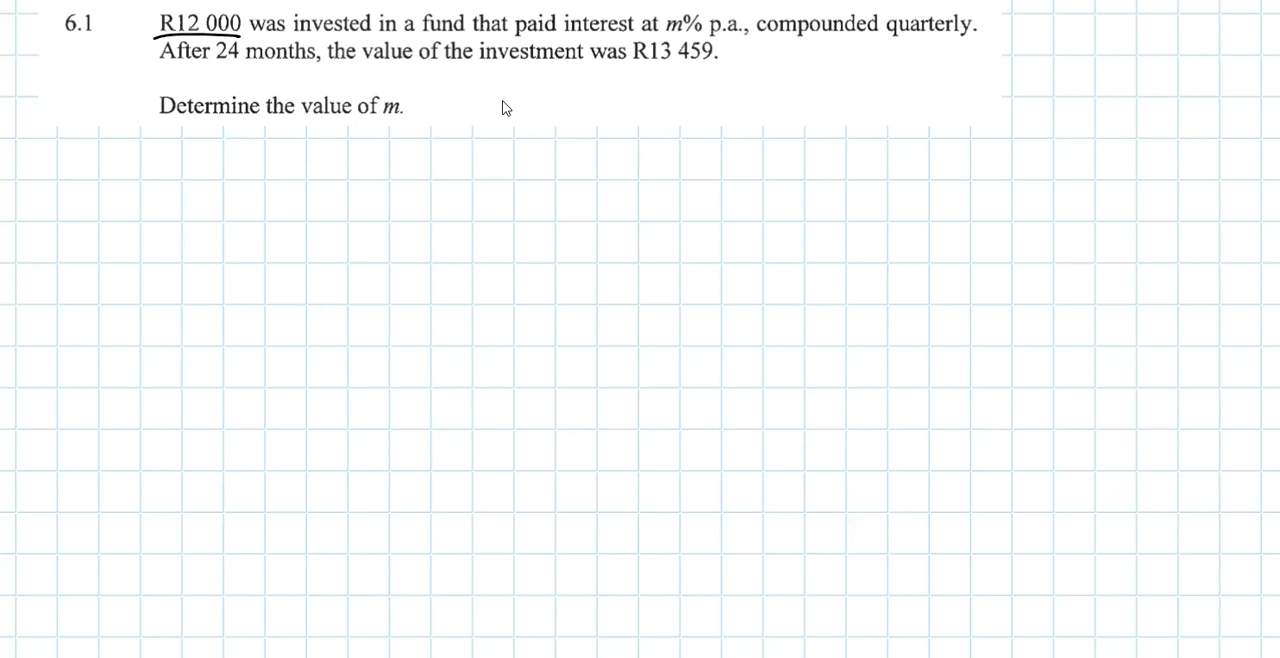 6.1 R12 000 was invested in a fund that paid interest at m% p.a., compounded quarterly.
After 24 months, the value of the investment was R13 459.
Determine the value of m.